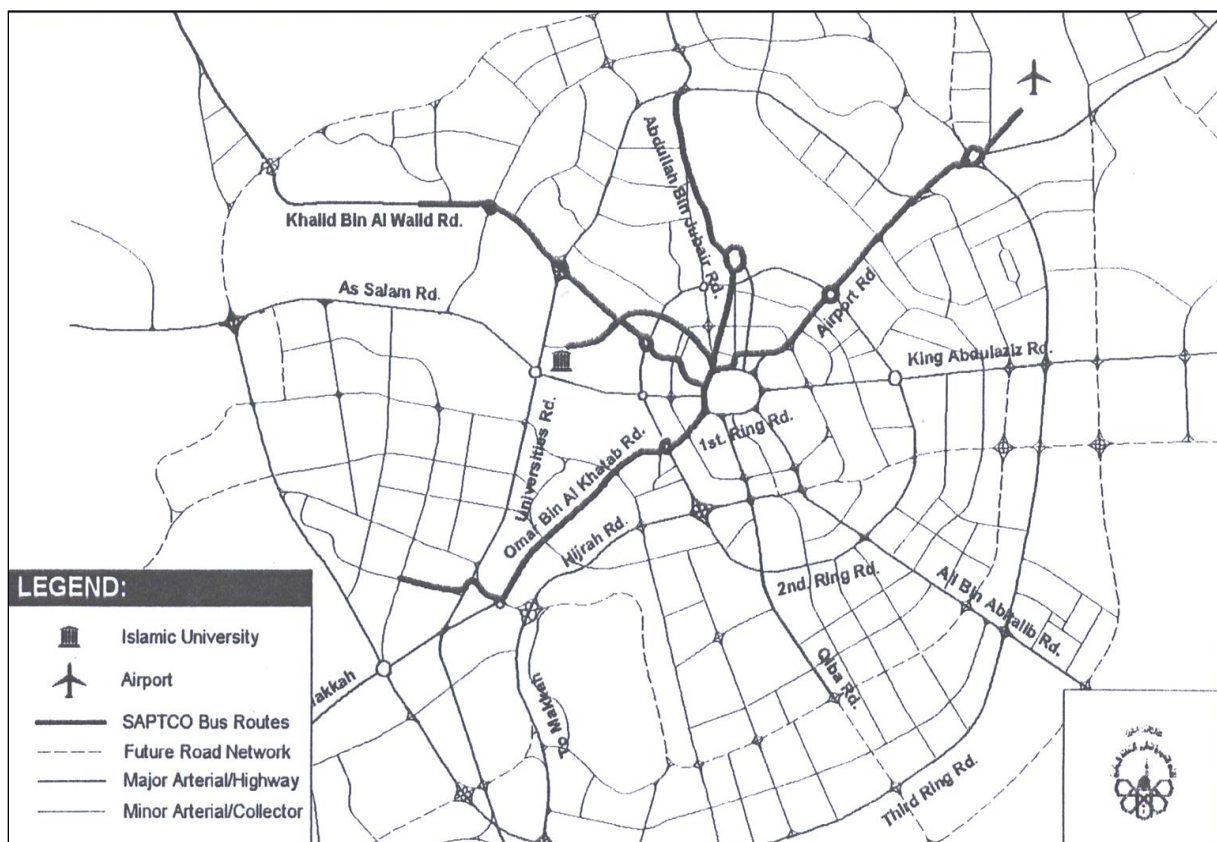 Abdullah Bin Jubair Rd.
Khalid Bin Al Walid Rd.
As Salam Rd.
Airport Rd.
King Abdulaziz Rd.
1st. Ring Rd.
Universities Rd.
Omar Bin Al Khatab Rd.
Hijrah Rd.
2nd. Ring Rd.
Ali Bin Abitalib Rd.
Qiba Rd.
To Makkah
Makkah
Third Ring Rd.
LEGEND:
Islamic University
Airport
SAPTCO Bus Routes
Future Road Network
Major Arterial/Highway
Minor Arterial/Collector